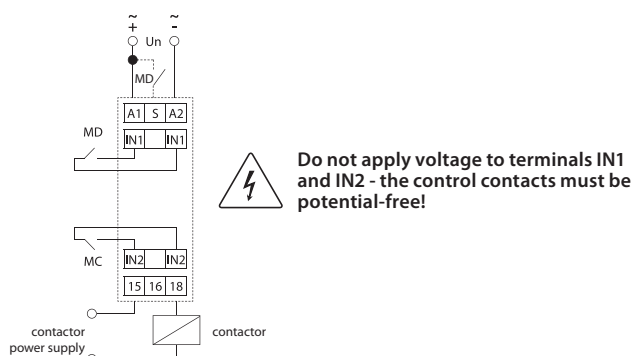 ~ ~
+ -
Un
MD
A1 S A2
IN1 IN1
MD
Do not apply voltage to terminals IN1
and IN2 - the control contacts must be
potential-free!
MC
IN2 IN2
15 16 18
contactor
power supply
contactor